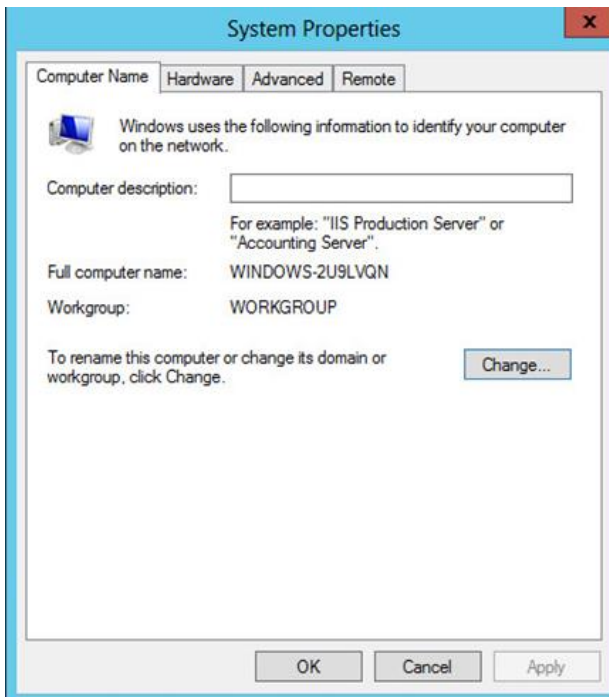 System Properties
x
Computer Name Hardware Advanced Remote
Windows uses the following information to identify your computer
on the network.
Computer description:
For example: "IIS Production Server" or
"Accounting Server".
Full computer name: WINDOWS-2U9LVQN
Workgroup: WORKGROUP
To rename this computer or change its domain or
workgroup, click Change.
Change...
OK Cancel Apply